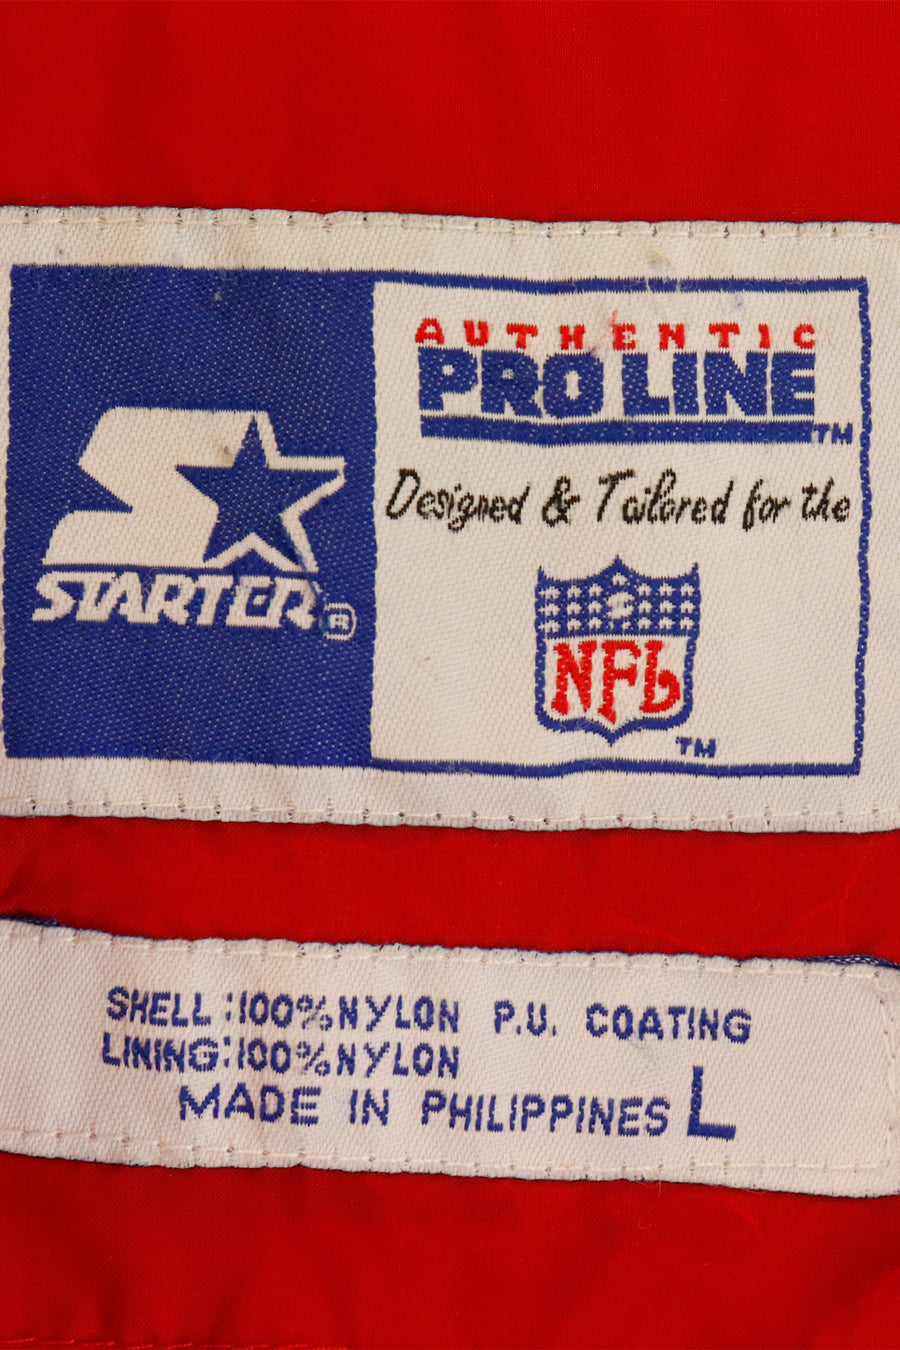 AUTHENTIC
PRO LINE™
Designed & Tailored for the
NFL
TM
STARTER®
SHELL:100%NYLON P.U. COATING
LINING:100%NYLON
MADE IN PHILIPPINES L